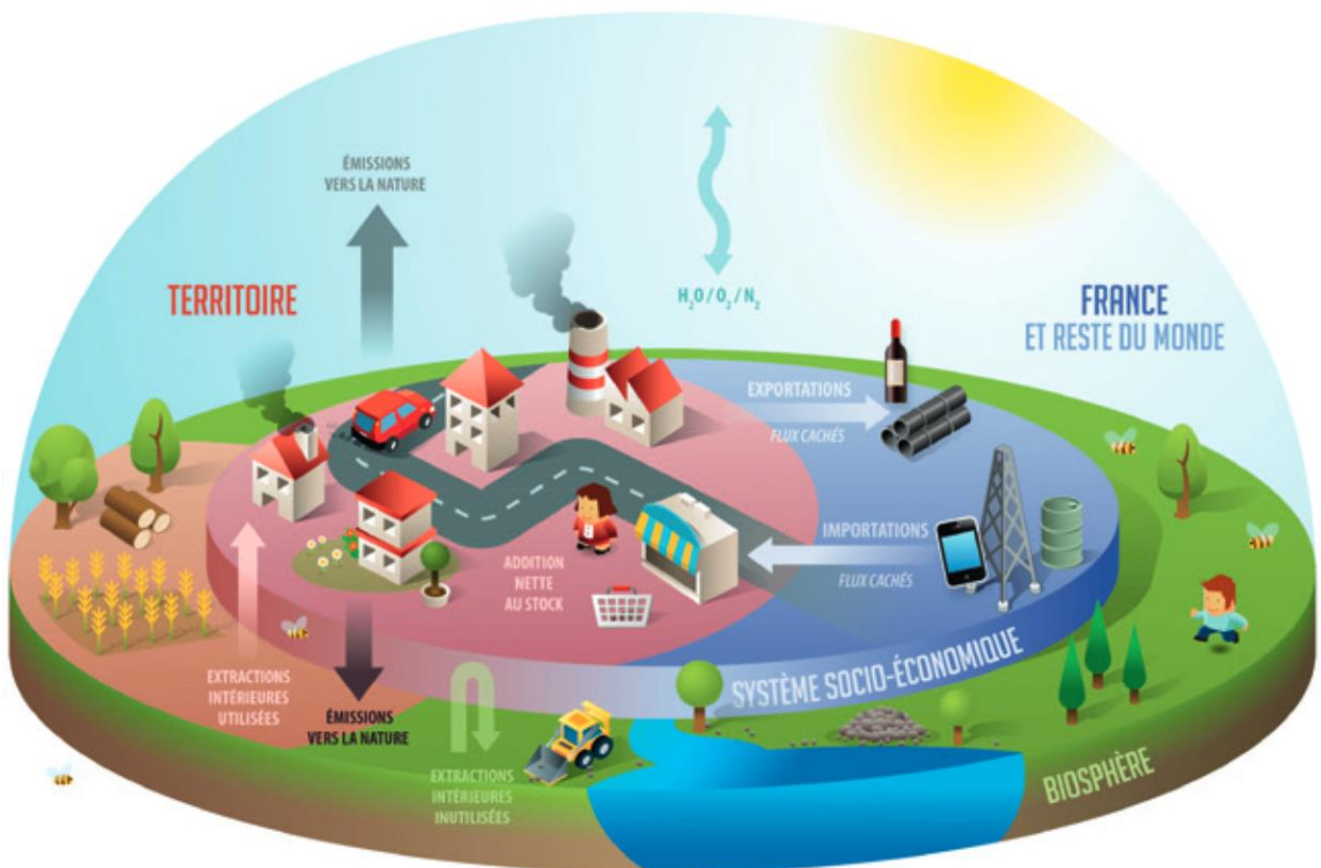 ÉMISSIONS
VERS LA NATURE
TERRITOIRE
H₂O/O₂/N₂
FRANCE
ET RESTE DU MONDE
EXPORTATIONS
FLUX CACHÉS
IMPORTATIONS
FLUX CACHÉS
ADDITION
NETTE
AU STOCK
EXTRACTIONS
INTÉRIEURES
UTILISÉES
ÉMISSIONS
VERS LA NATURE
EXTRACTIONS
INTÉRIEURES
INUTILISÉES
SYSTÈME SOCIO-ÉCONOMIQUE
BIOSPHÈRE